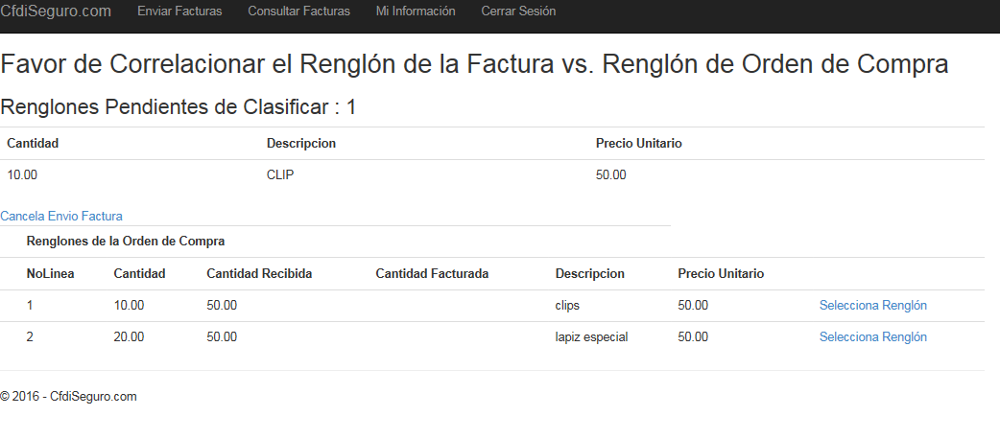 CfdiSeguro.com Enviar Facturas Consultar Facturas Mi Información Cerrar Sesión
Favor de Correlacionar el Renglón de la Factura vs. Renglón de Orden de Compra
Renglones Pendientes de Clasificar : 1
Cantidad Descripcion Precio Unitario
10.00 CLIP 50.00
Cancela Envio Factura
Renglones de la Orden de Compra
NoLinea Cantidad Cantidad Recibida Cantidad Facturada Descripcion Precio Unitario
1 10.00 50.00 clips 50.00 Selecciona Renglón
2 20.00 50.00 lapiz especial 50.00 Selecciona Renglón
© 2016 - CfdiSeguro.com